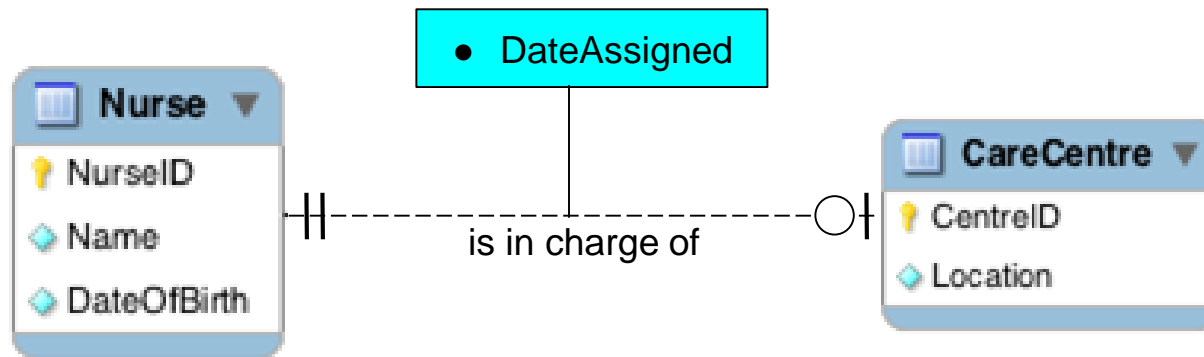 ● DateAssigned
Nurse
NurseID
Name
DateOfBirth
is in charge of
CareCentre
CentreID
Location